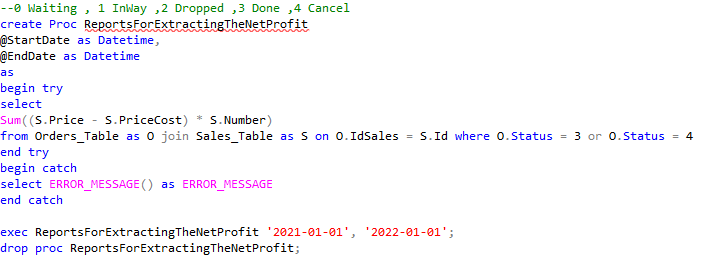 --0 Waiting , 1 InWay ,2 Dropped ,3 Done ,4 Cancel
create Proc ReportsForExtractingTheNetProfit
@StartDate as Datetime,
@EndDate as Datetime
as
begin try
select
Sum((S.Price - S.PriceCost) * S.Number)
from Orders_Table as O join Sales_Table as S on O.IdSales = S.Id where O.Status = 3 or O.Status = 4
end try
begin catch
select ERROR_MESSAGE() as ERROR_MESSAGE
end catch
exec ReportsForExtractingTheNetProfit '2021-01-01', '2022-01-01';
drop proc ReportsForExtractingTheNetProfit;